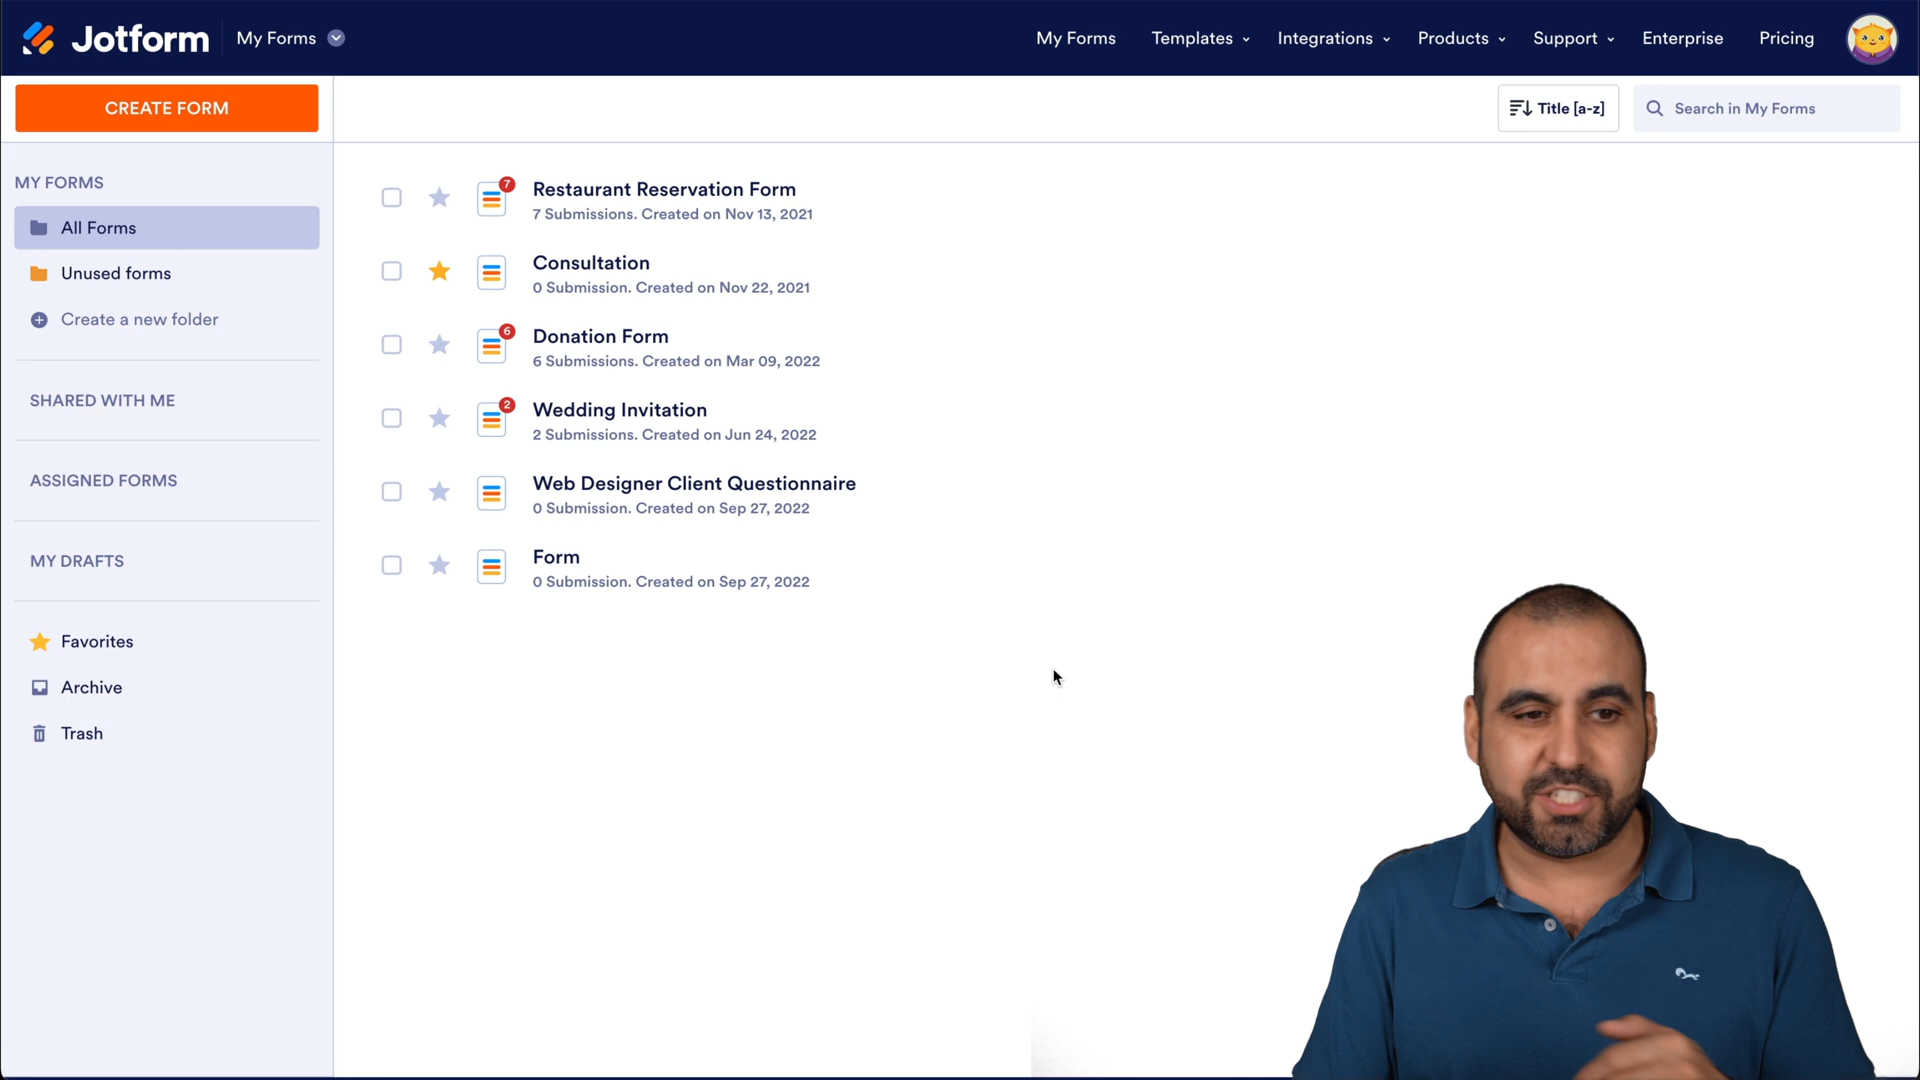 Jotform
My Forms
My Forms
Templates
Integrations
Products
Support
Enterprise
Pricing
CREATE FORM
Title [a-z]
Search in My Forms
MY FORMS
All Forms
Unused forms
Create a new folder
SHARED WITH ME
ASSIGNED FORMS
MY DRAFTS
Favorites
Archive
Trash
7
Restaurant Reservation Form
7 Submissions. Created on Nov 13, 2021
Consultation
0 Submission. Created on Nov 22, 2021
6
Donation Form
6 Submissions. Created on Mar 09, 2022
2
Wedding Invitation
2 Submissions. Created on Jun 24, 2022
Web Designer Client Questionnaire
0 Submission. Created on Sep 27, 2022
Form
0 Submission. Created on Sep 27, 2022